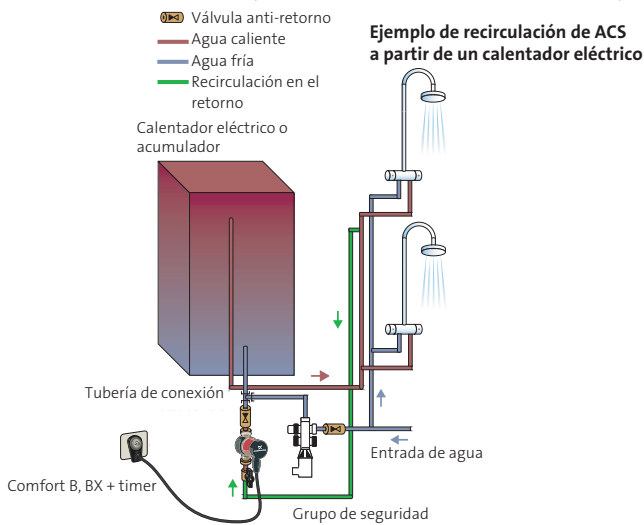 Válvula anti-retorno
Agua caliente
Agua fría
Recirculación en el
retorno
Ejemplo de recirculación de ACS
a partir de un calentador eléctrico
Calentador eléctrico o
acumulador
Tubería de conexión
Entrada de agua
Comfort B, BX + timer
Grupo de seguridad